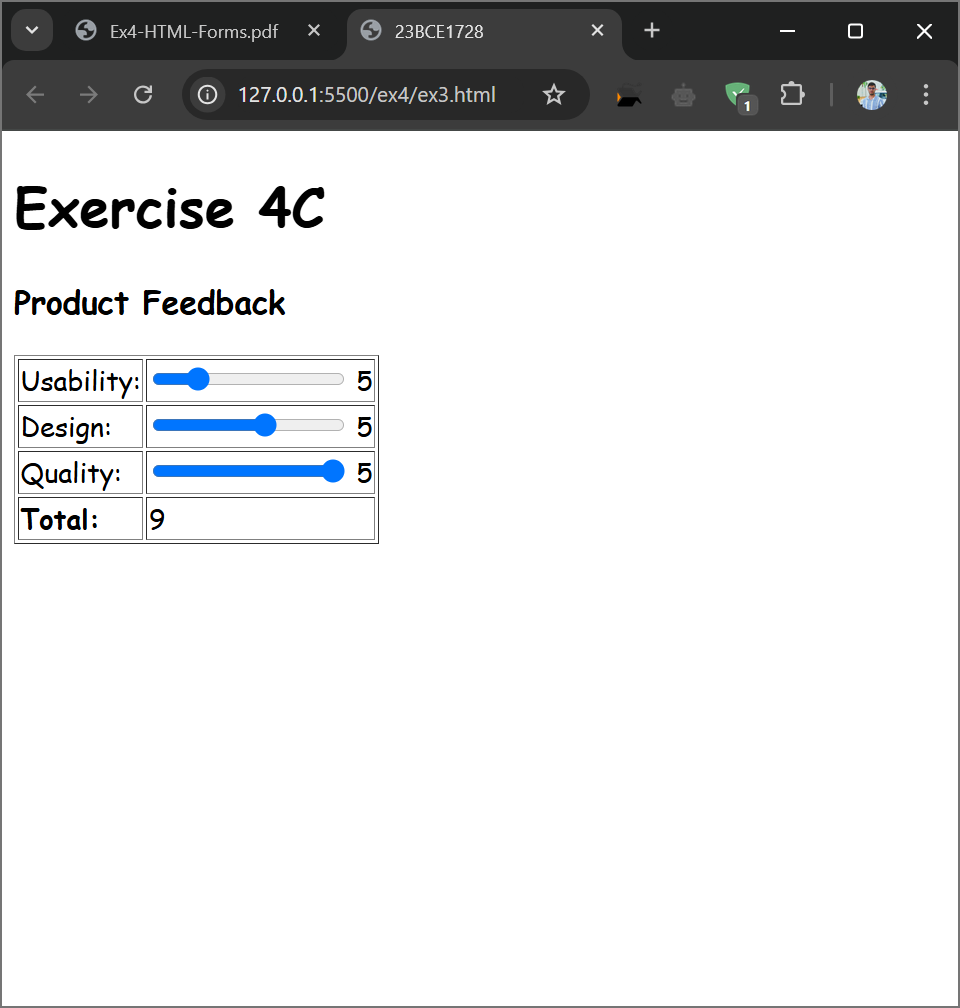 Ex4-HTML-Forms.pdf
23BCE1728
127.0.0.1:5500/ex4/ex3.html
1
Exercise 4C
Product Feedback
Usability: 5
Design: 5
Quality: 5
Total: 9